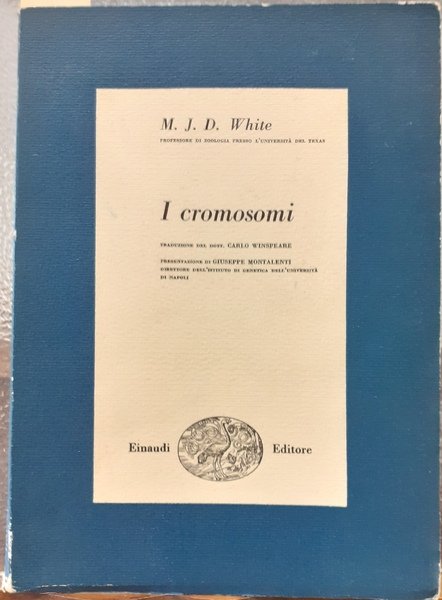 M. J. D. White
PROFESSORE DI ZOOLOGIA PRESSO L'UNIVERSITÀ DEL TEXAS
I cromosomi
TRADUZIONE DEL DOTT. CARLO WINSPEARE
PRESENTAZIONE DI GIUSEPPE MONTALENTI
DIRETTORE DELL'ISTITUTO DI GENETICA DELL'UNIVERSITÀ
DI NAPOLI
Einaudi Editore